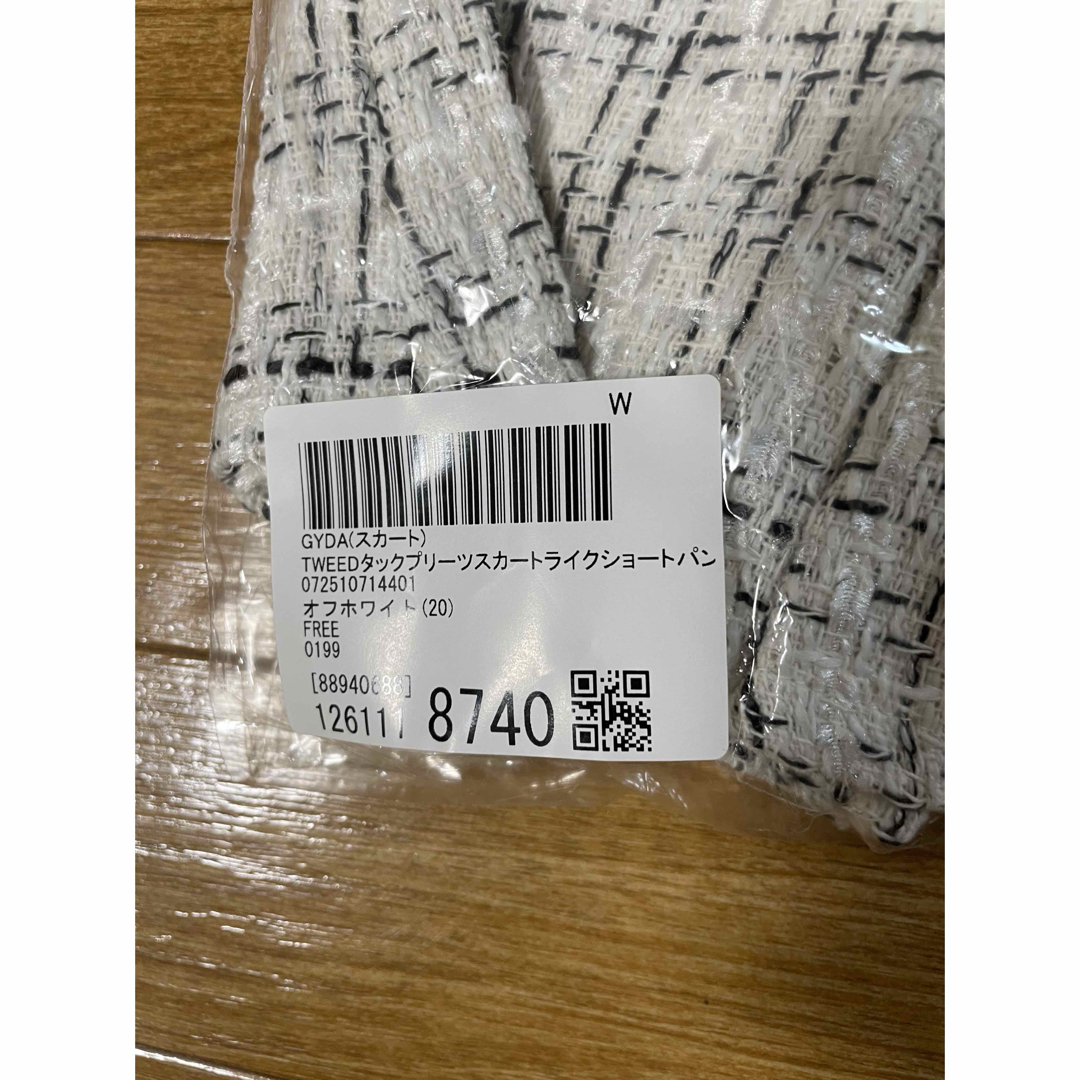 W
GYDA(スカート)
TWEEDタックプリーツスカートライクショートパン
072510714401
オフホワイト(20)
FREE
0199
[88940688]
126111 8740